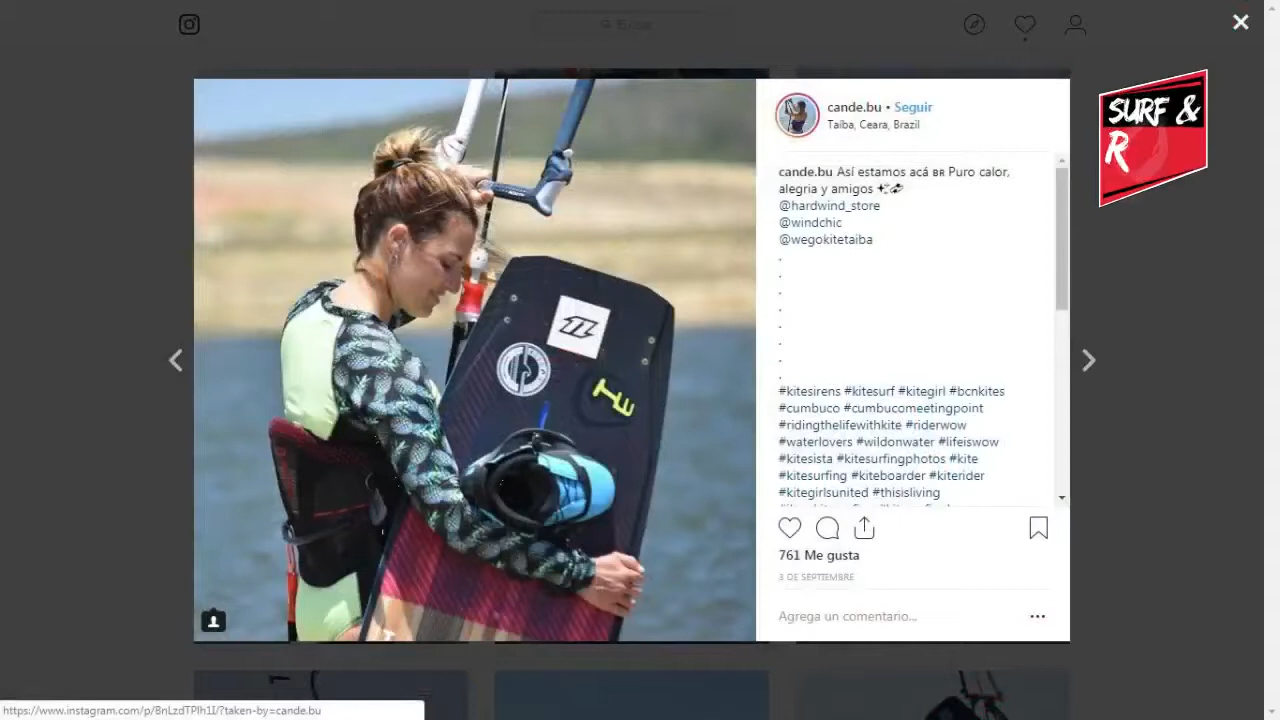 cande.bu • Seguir
Taíba, Ceara, Brazil
SURF &
R
cande.bu Así estamos acá BR Puro calor,
alegria y amigos
@hardwind_store
@windchic
@wegokitetaiba
.
.
.
.
.
.
.
.
#kitesirens #kitesurf #kitegirl #bcnkites
#cumbuco #cumbucomeetingpoint
#ridingthelifewithkite #riderwow
#waterlovers #wildonwater #lifeiswow
#kitesista #kitesurfingphotos #kite
#kitesurfing #kiteboarder #kiterider
#kitegirlsunited #thisisliving
761 Me gusta
3 DE SEPTIEMBRE
Agrega un comentario...
https://www.instagram.com/p/BnLzdTPlh1I/?taken-by=cande.bu